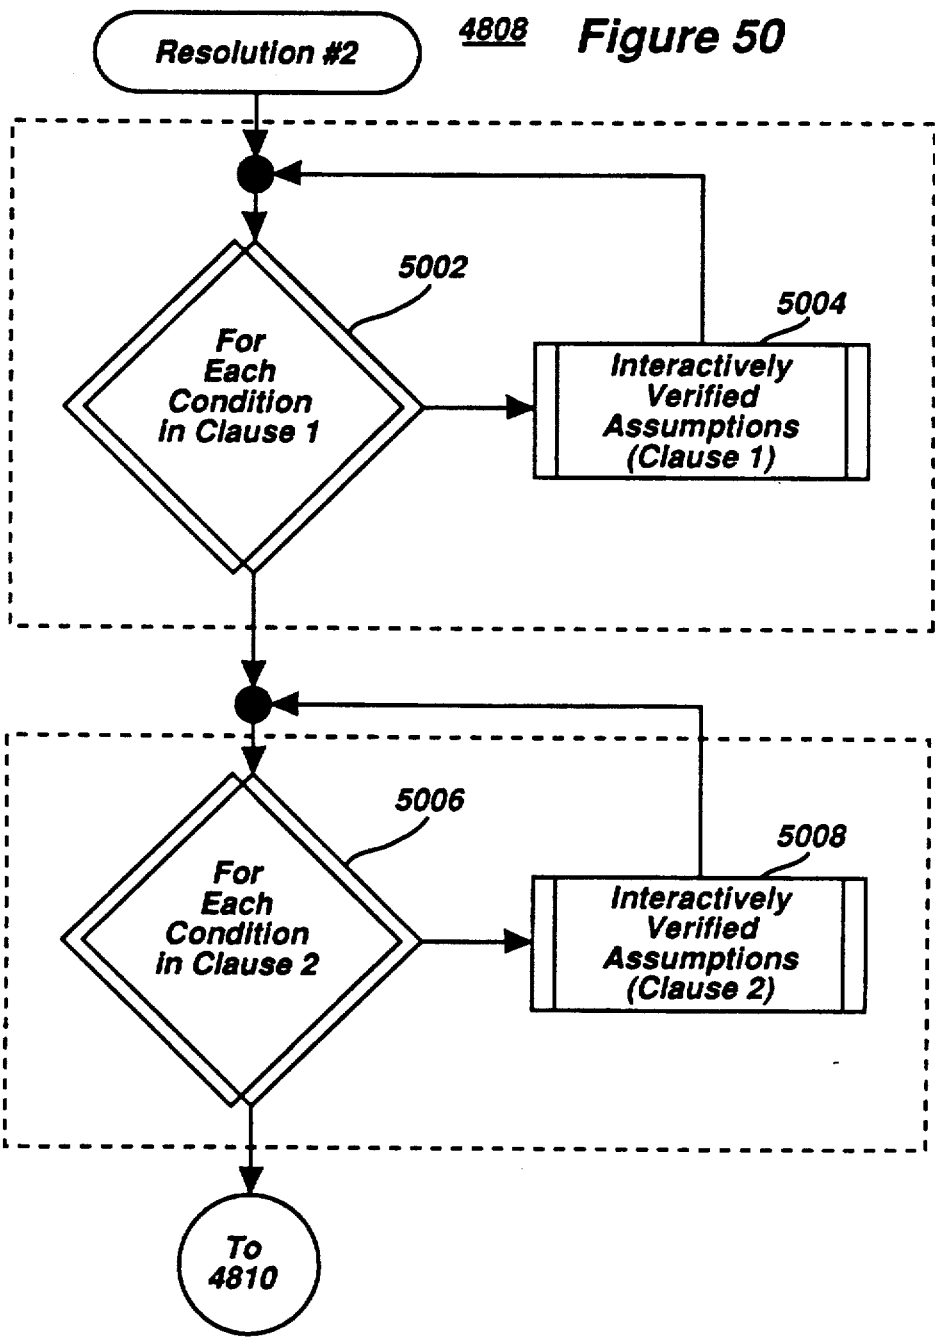 4808 Figure 50
Resolution #2
5002
For
Each
Condition
in Clause 1
5004
Interactively
Verified
Assumptions
(Clause 1)
5006
For
Each
Condition
in Clause 2
5008
Interactively
Verified
Assumptions
(Clause 2)
To
4810